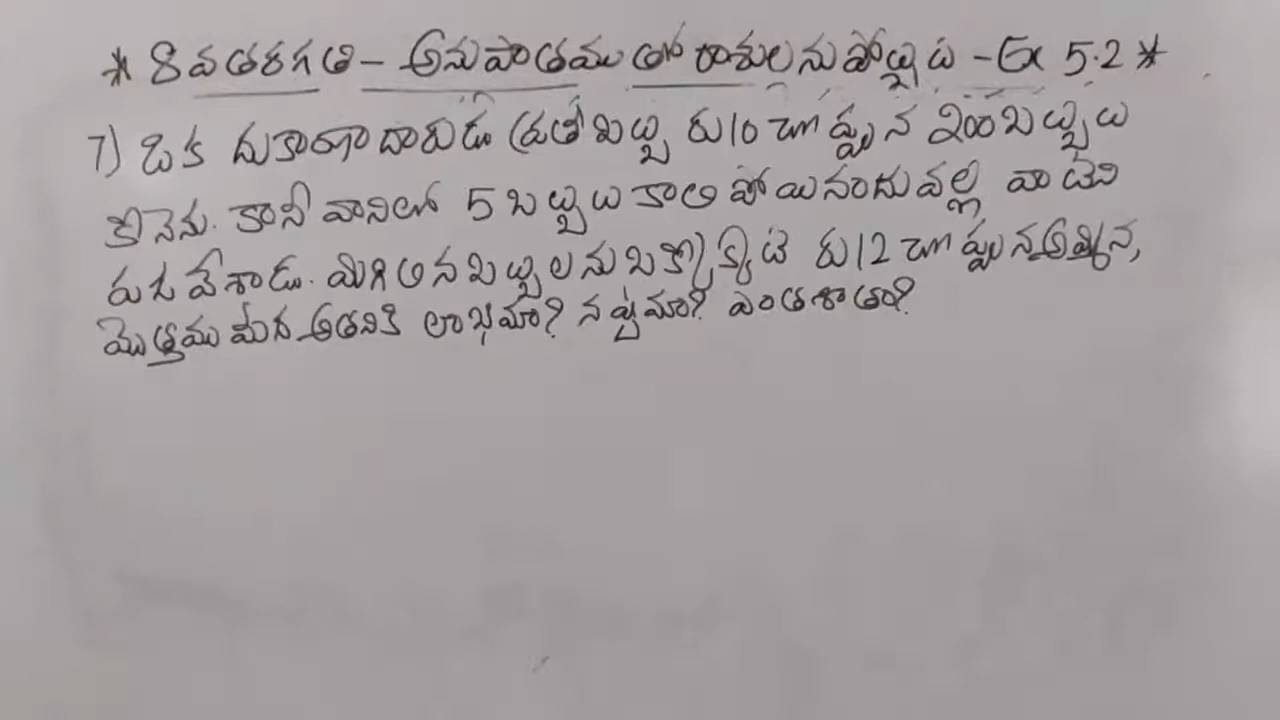 * 8 వ తరగతి - అనుపాతము తో రాశులను పోల్చుట - Ex 5.2 *
7) ఒక దుకాణాదారుడు ప్రతీ బల్బు రు10 చొ॥ప్పున 200 బల్బులు
కొనెను. కానీ వానిలో 5 బల్బులు కాలి పోయినందువల్ల వాటిని
పడవేశాడు. మిగిలిన బల్బులను ఒక్కొక్కటి రు12 చొ॥ప్పున అమ్మిన,
మొత్తము మీద అతనికి లాభమా? నష్టమా? ఎంత శాతం?